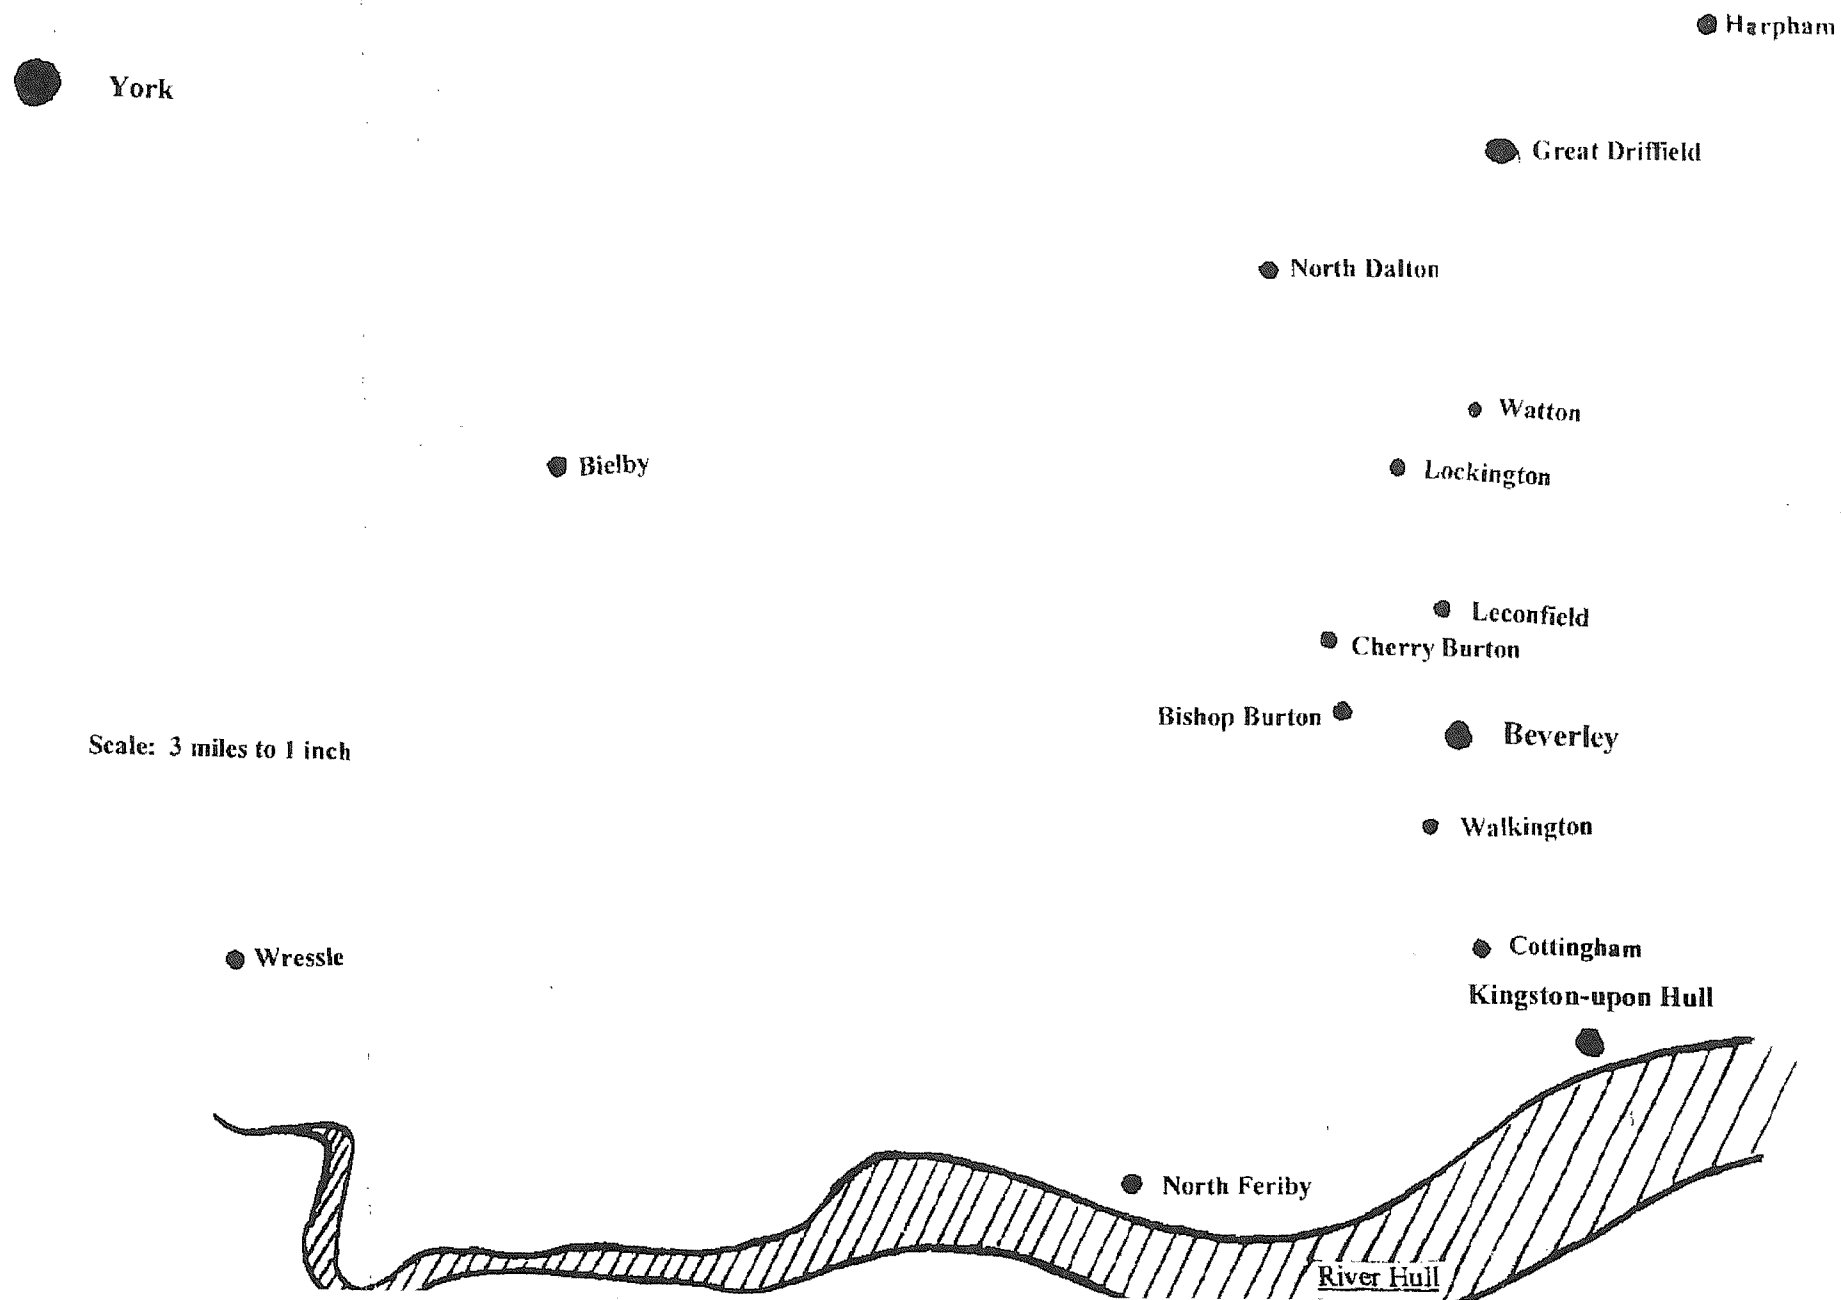 Harpham
York
Great Driffield
North Dalton
Watton
Bielby
Lockington
Leconfield
Cherry Burton
Bishop Burton
Beverley
Scale: 3 miles to 1 inch
Walkington
Wressle
Cottingham
Kingston-upon Hull
North Feriby
River Hull